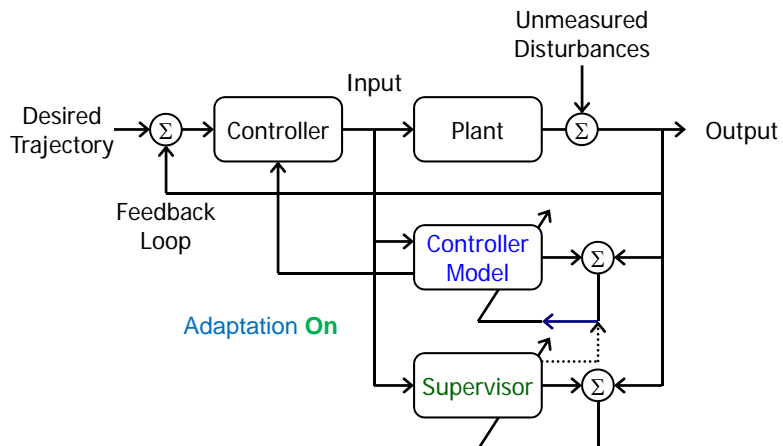 Unmeasured
Disturbances
Input
Desired
Trajectory
Σ
Controller
Plant
Σ
Output
Feedback
Loop
Controller
Model
Σ
Adaptation On
Supervisor
Σ